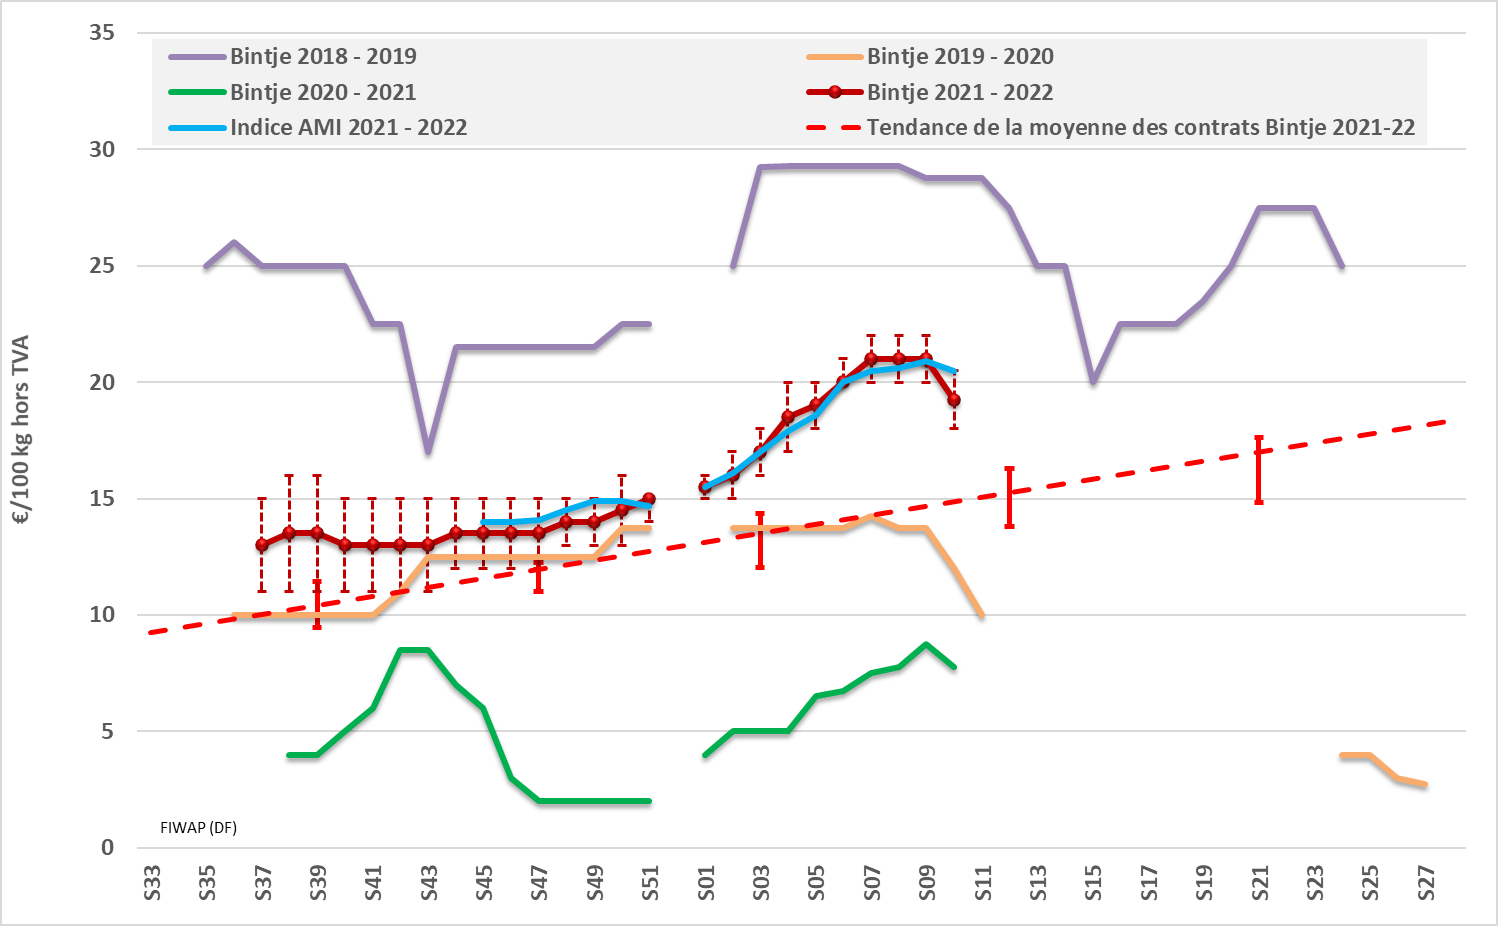 35
Bintje 2018 - 2019
Bintje 2019 - 2020
Bintje 2020 - 2021
Bintje 2021 - 2022
Indice AMI 2021 - 2022
Tendance de la moyenne des contrats Bintje 2021-22
30
25
20
15
10
5
0
€/100 kg hors TVA
FIWAP (DF)
S33
S35
S37
S39
S41
S43
S45
S47
S49
S51
S01
S03
S05
S07
S09
S11
S13
S15
S17
S19
S21
S23
S25
S27